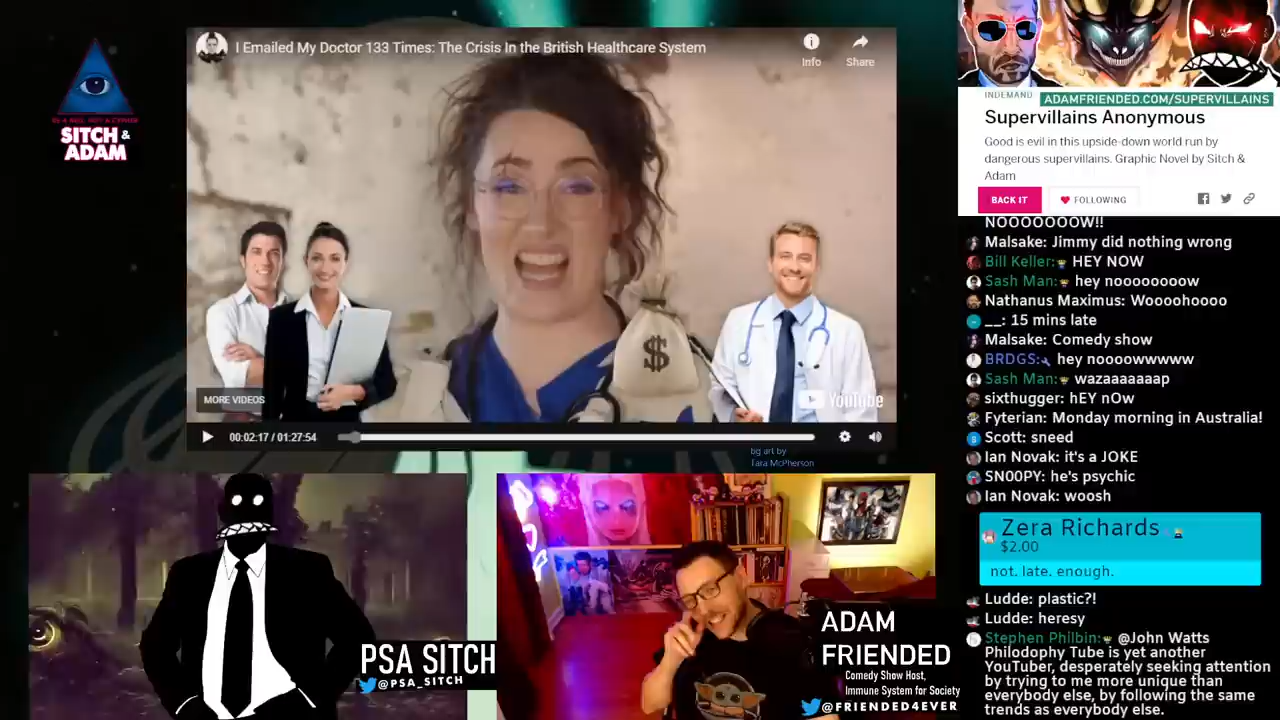 I Emailed My Doctor 133 Times: The Crisis In the British Healthcare System
Info
Share
SITCH &
ADAM
$
MORE VIDEOS
YouTube
00:02:17 / 01:27:54
bg art by
Tara McPherson
PSA SITCH
@PSA_SITCH
ADAM
FRIENDED
Comedy Show Host,
Immune System for Society
@FRIENDED4EVER
INDEMAND
ADAMFRIENDED.COM/SUPERVILLAINS
Supervillains Anonymous
Good is evil in this upside-down world run by
dangerous supervillains. Graphic Novel by Sitch &
Adam
BACK IT
FOLLOWING
NOOOOOOOW!!
Malsake: Jimmy did nothing wrong
Bill Keller: HEY NOW
Sash Man: hey nooooooooow
Nathanus Maximus: Woooohoooo
__: 15 mins late
Malsake: Comedy show
BRDGS: hey noooowwwww
Sash Man: wazaaaaaaap
sixthugger: hEY nOw
Fyterian: Monday morning in Australia!
Scott: sneed
Ian Novak: it's a JOKE
SN00PY: he's psychic
Ian Novak: woosh
Zera Richards
$2.00
not. late. enough.
Ludde: plastic?!
Ludde: heresy
Stephen Philbin: @John Watts
Philodophy Tube is yet another
YouTuber, desperately seeking attention
by trying to me more unique than
everybody else, by following the same
trends as everybody else.